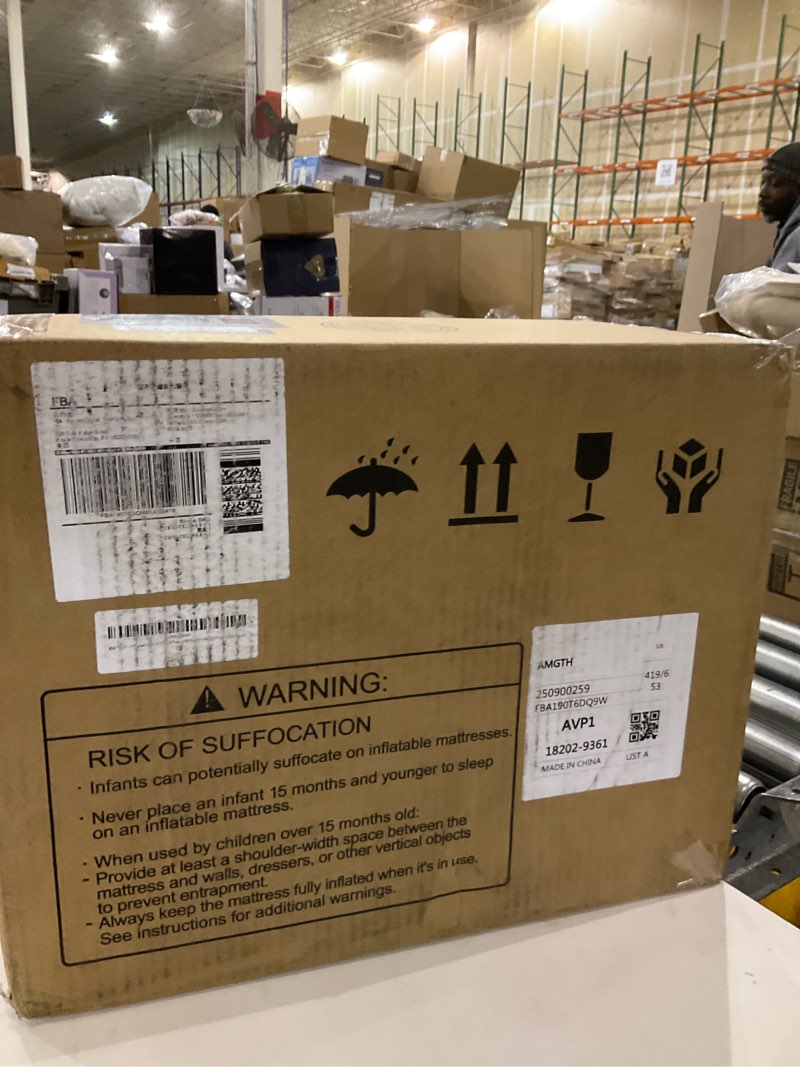 FBA
WARNING:
RISK OF SUFFOCATION
· Infants can potentially suffocate on inflatable mattresses.
· Never place an infant 15 months and younger to sleep
on an inflatable mattress.
· When used by children over 15 months old:
- Provide at least a shoulder-width space between the
mattress and walls, dressers, or other vertical objects
to prevent entrapment.
- Always keep the mattress fully inflated when it's in use.
See instructions for additional warnings.
US
AMGTH
419/6
250900259
53
FBA190T6DQ9W
AVP1
18202-9361
MADE IN CHINA
LIST A
FRAGILE